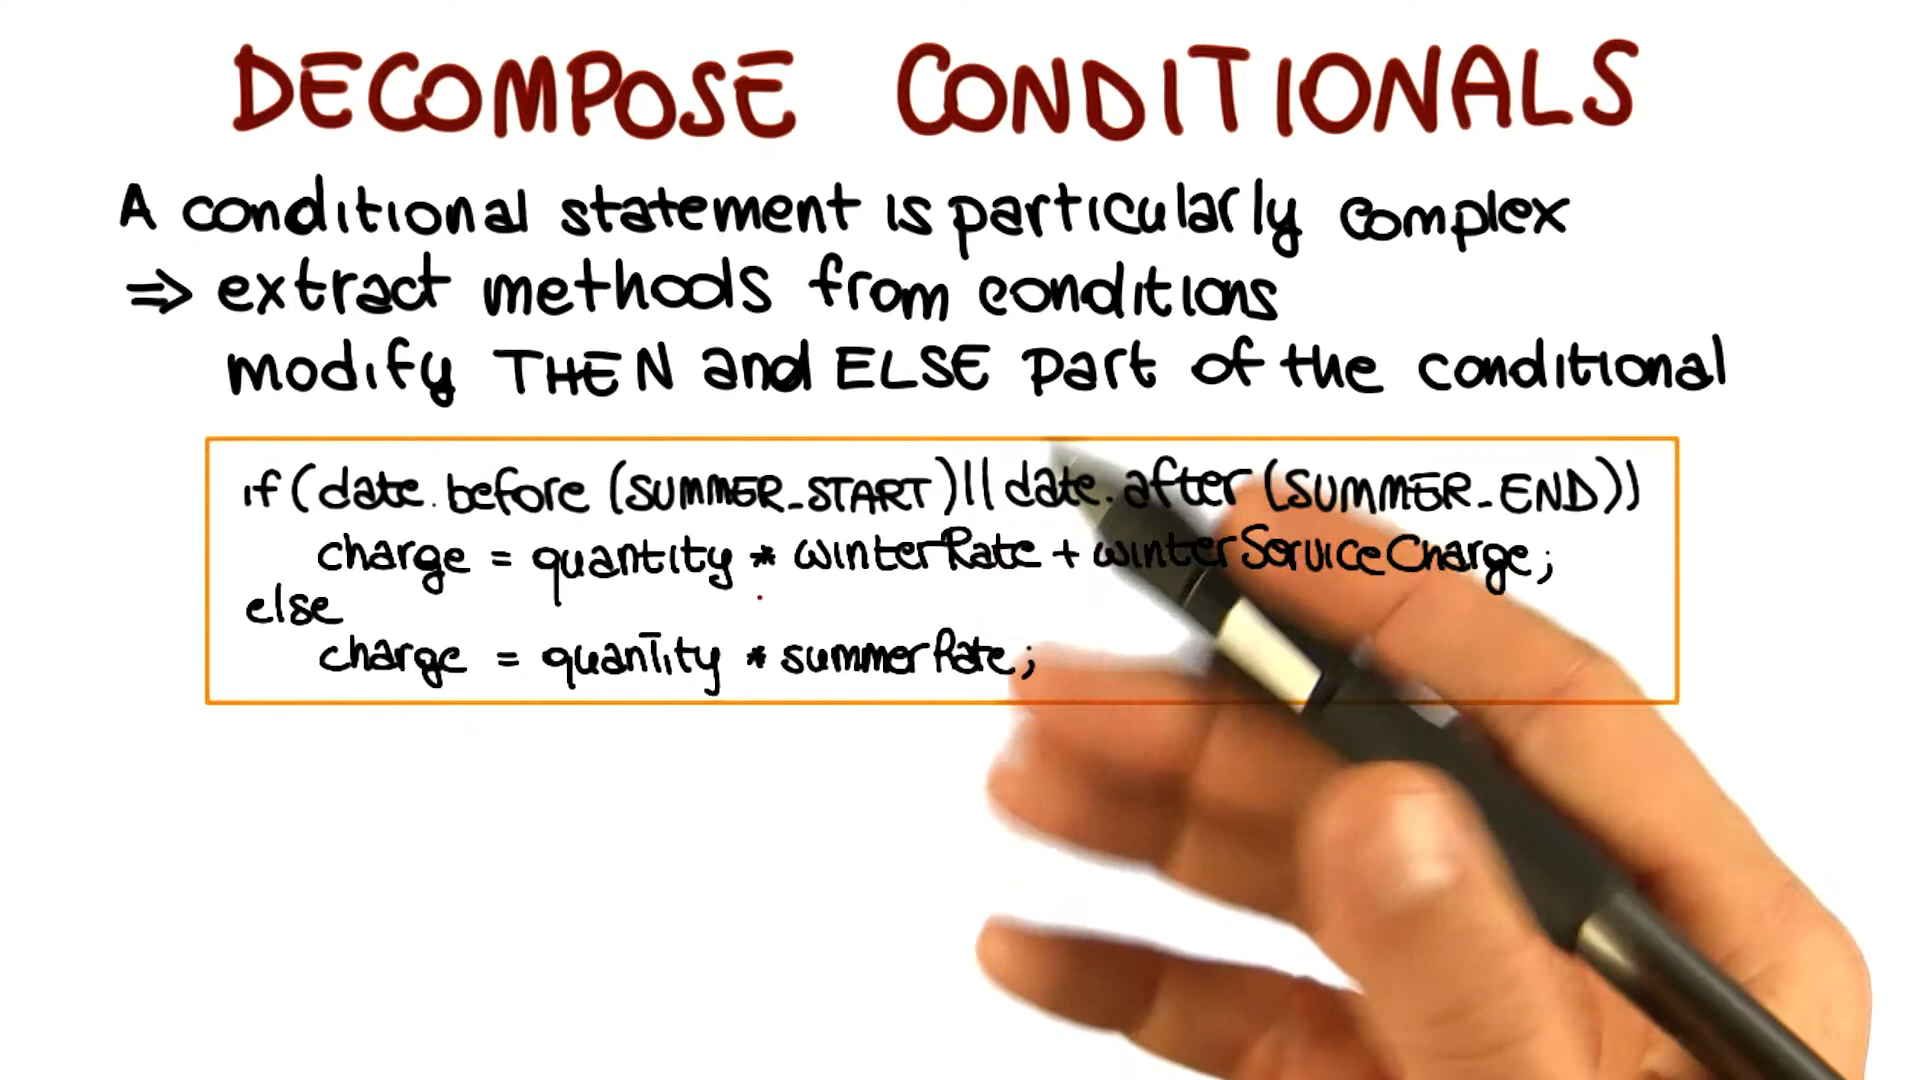 DECOMPOSE CONDITIONALS
A conditional statement is particularly complex
=> extract methods from conditions
modify THEN and ELSE part of the conditional
if (date.before (SUMMER_START) || date.after (SUMMER_END))
charge = quantity * winterRate + winterServiceCharge;
else
charge = quantity * summerRate;